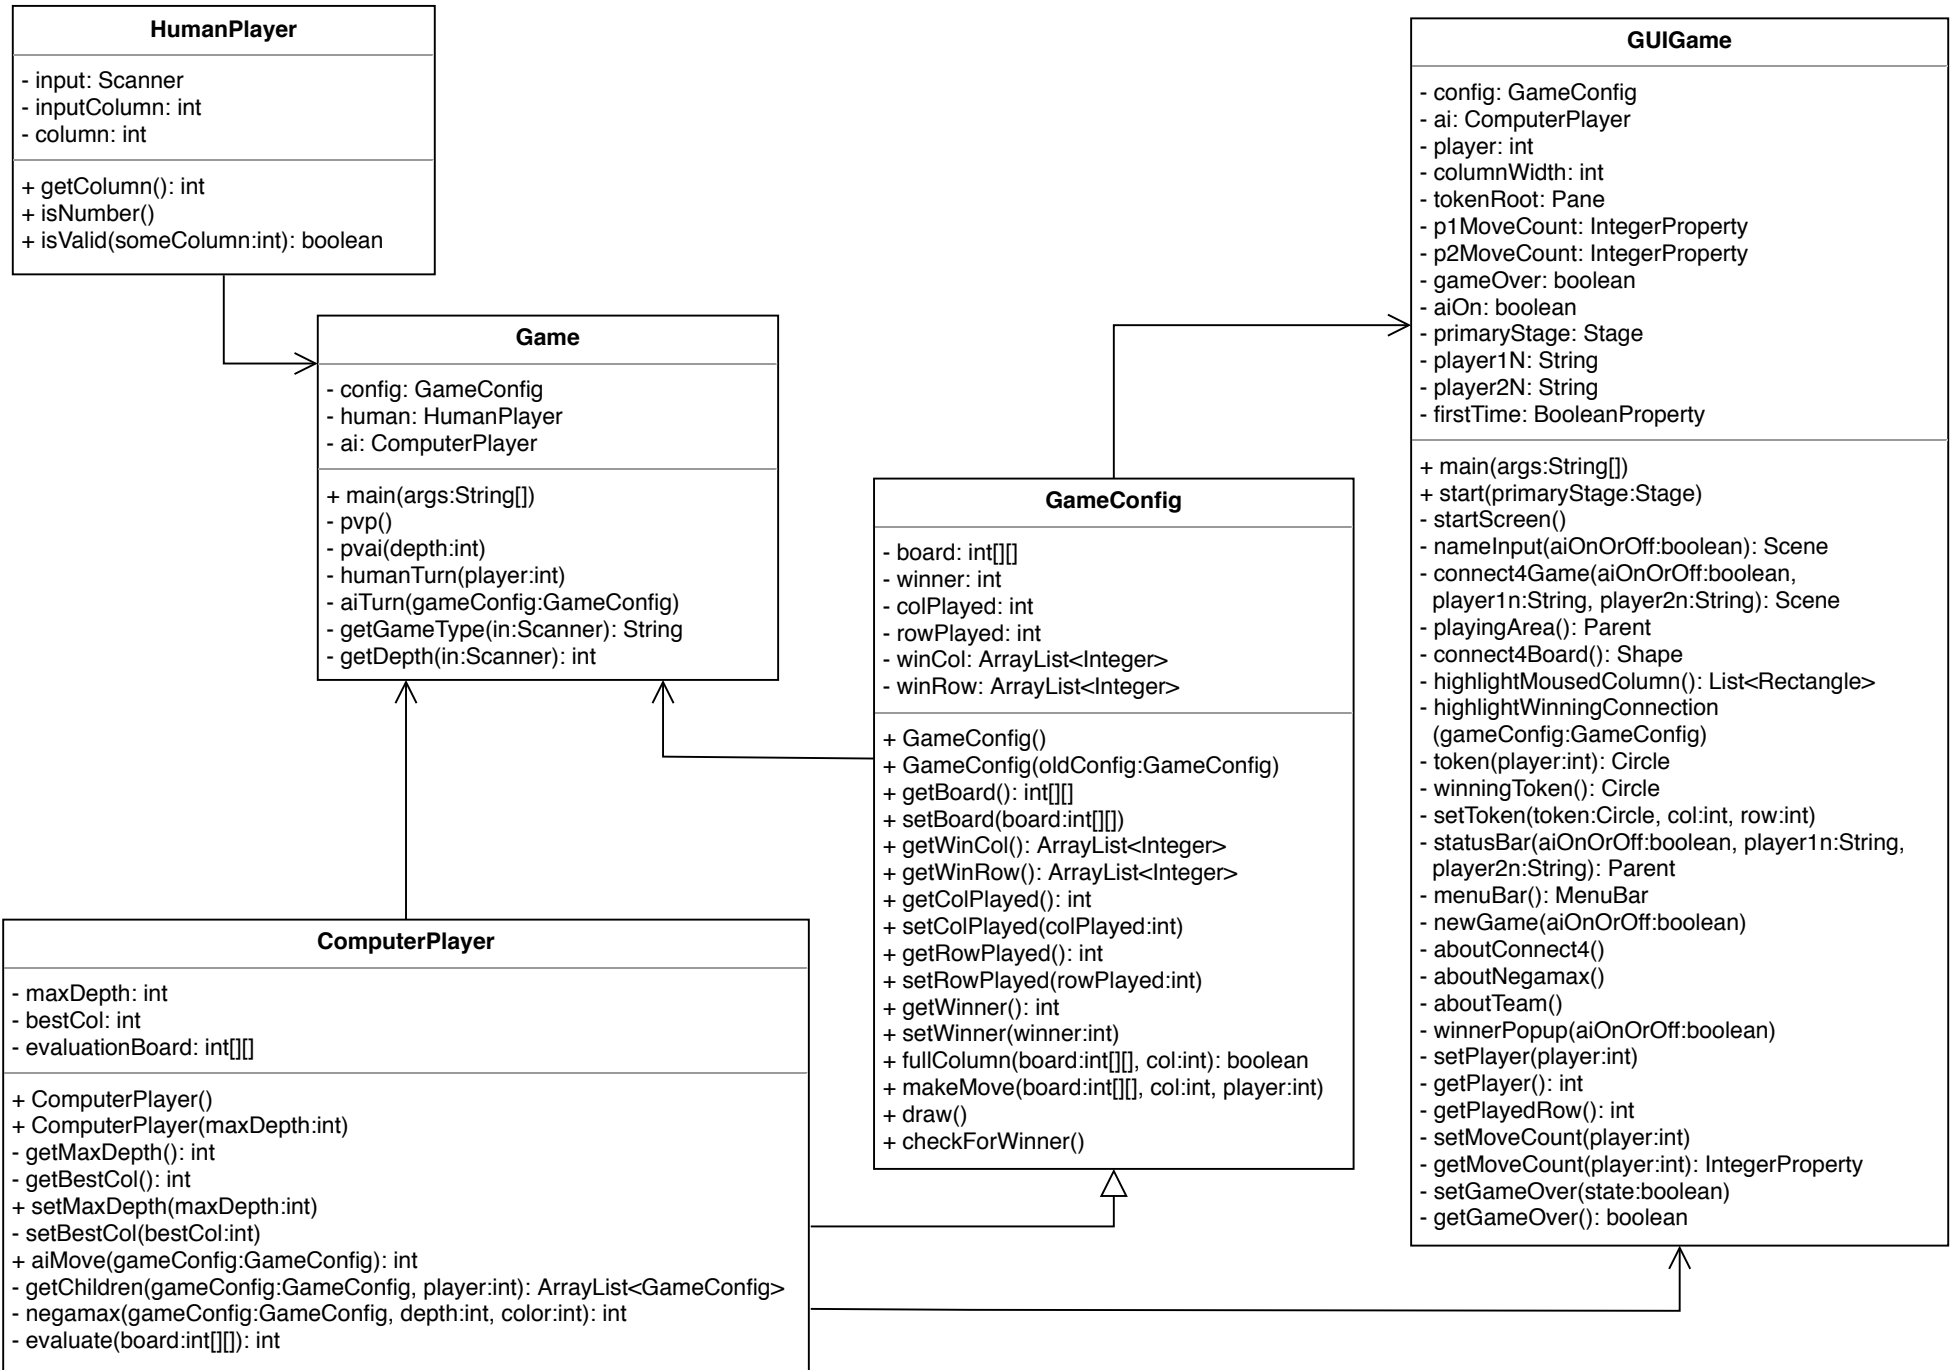 HumanPlayer
- input: Scanner
- inputColumn: int
- column: int
+ getColumn(): int
+ isNumber()
+ isValid(someColumn:int): boolean
Game
- config: GameConfig
- human: HumanPlayer
- ai: ComputerPlayer
+ main(args:String[])
- pvp()
- pvai(depth:int)
- humanTurn(player:int)
- aiTurn(gameConfig:GameConfig)
- getGameType(in:Scanner): String
- getDepth(in:Scanner): int
ComputerPlayer
- maxDepth: int
- bestCol: int
- evaluationBoard: int[][]
+ ComputerPlayer()
+ ComputerPlayer(maxDepth:int)
- getMaxDepth(): int
- getBestCol(): int
+ setMaxDepth(maxDepth:int)
- setBestCol(bestCol:int)
+ aiMove(gameConfig:GameConfig): int
- getChildren(gameConfig:GameConfig, player:int): ArrayList<GameConfig>
- negamax(gameConfig:GameConfig, depth:int, color:int): int
- evaluate(board:int[][]): int
GameConfig
- board: int[][]
- winner: int
- colPlayed: int
- rowPlayed: int
- winCol: ArrayList<Integer>
- winRow: ArrayList<Integer>
+ GameConfig()
+ GameConfig(oldConfig:GameConfig)
+ getBoard(): int[][]
+ setBoard(board:int[][])
+ getWinCol(): ArrayList<Integer>
+ getWinRow(): ArrayList<Integer>
+ getColPlayed(): int
+ setColPlayed(colPlayed:int)
+ getRowPlayed(): int
+ setRowPlayed(rowPlayed:int)
+ getWinner(): int
+ setWinner(winner:int)
+ fullColumn(board:int[][], col:int): boolean
+ makeMove(board:int[][], col:int, player:int)
+ draw()
+ checkForWinner()
GUIGame
- config: GameConfig
- ai: ComputerPlayer
- player: int
- columnWidth: int
- tokenRoot: Pane
- p1MoveCount: IntegerProperty
- p2MoveCount: IntegerProperty
- gameOver: boolean
- aiOn: boolean
- primaryStage: Stage
- player1N: String
- player2N: String
- firstTime: BooleanProperty
+ main(args:String[])
+ start(primaryStage:Stage)
- startScreen()
- nameInput(aiOnOrOff:boolean): Scene
- connect4Game(aiOnOrOff:boolean,
player1n:String, player2n:String): Scene
- playingArea(): Parent
- connect4Board(): Shape
- highlightMousedColumn(): List<Rectangle>
- highlightWinningConnection
(gameConfig:GameConfig)
- token(player:int): Circle
- winningToken(): Circle
- setToken(token:Circle, col:int, row:int)
- statusBar(aiOnOrOff:boolean, player1n:String,
player2n:String): Parent
- menuBar(): MenuBar
- newGame(aiOnOrOff:boolean)
- aboutConnect4()
- aboutNegamax()
- aboutTeam()
- winnerPopup(aiOnOrOff:boolean)
- setPlayer(player:int)
- getPlayer(): int
- getPlayedRow(): int
- setMoveCount(player:int)
- getMoveCount(player:int): IntegerProperty
- setGameOver(state:boolean)
- getGameOver(): boolean